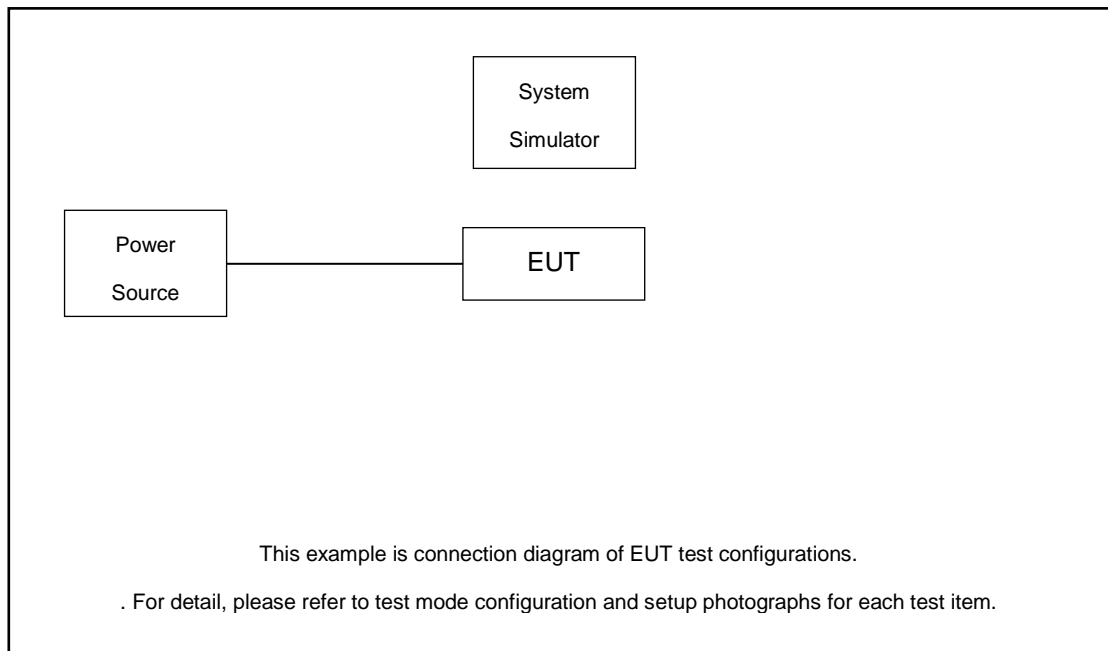 System
Simulator
Power
Source
EUT
This example is connection diagram of EUT test configurations.
. For detail, please refer to test mode configuration and setup photographs for each test item.